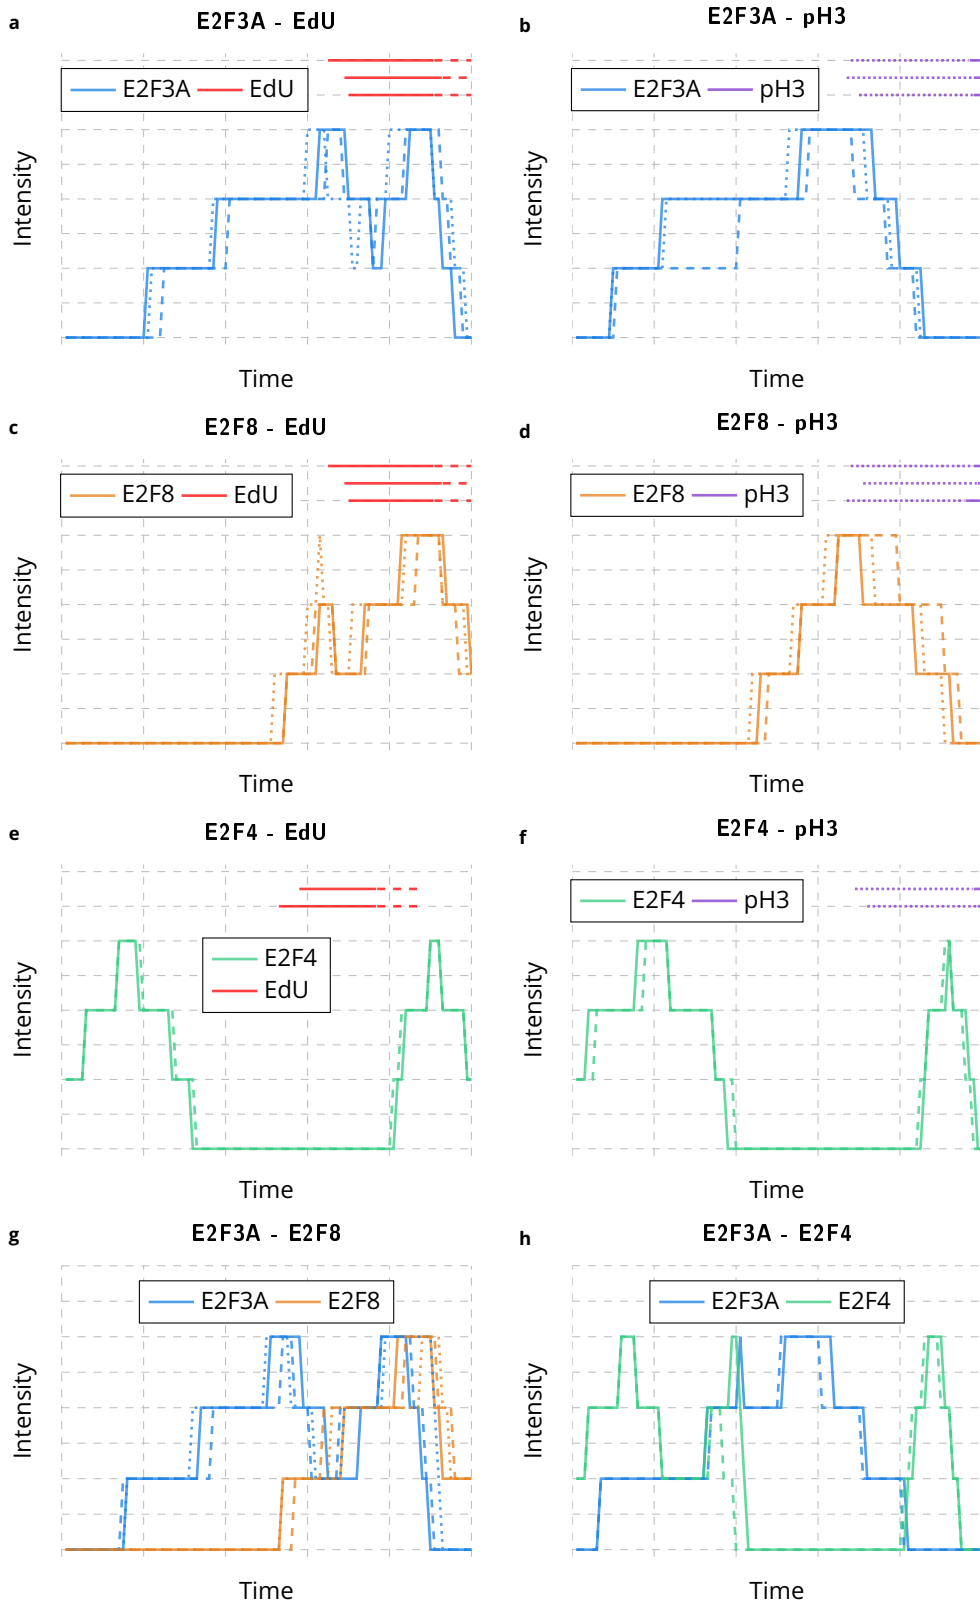 a
E2F3A - EdU
E2F3A EdU
Intensity
Time
b
E2F3A - pH3
E2F3A pH3
Intensity
Time
c
E2F8 - EdU
E2F8 EdU
Intensity
Time
d
E2F8 - pH3
E2F8 pH3
Intensity
Time
e
E2F4 - EdU
E2F4
EdU
Intensity
Time
f
E2F4 - pH3
E2F4 pH3
Intensity
Time
g
E2F3A - E2F8
E2F3A E2F8
Intensity
Time
h
E2F3A - E2F4
E2F3A E2F4
Intensity
Time